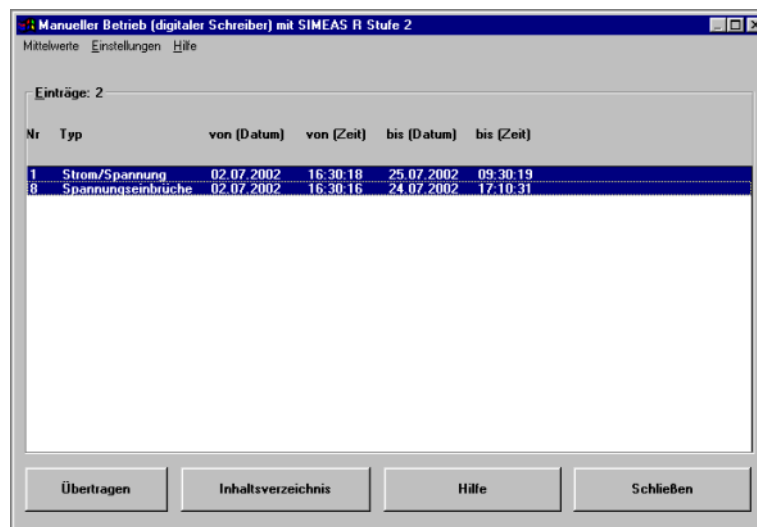 Manueller Betrieb (digitaler Schreiber) mit SIMEAS R Stufe 2
Mittelwerte Einstellungen Hilfe
Einträge: 2
Nr Typ von (Datum) von (Zeit) bis (Datum) bis (Zeit)
1 Strom/Spannung 02.07.2002 16:30:18 25.07.2002 09:30:19
8 Spannungseinbrüche 02.07.2002 16:30:16 24.07.2002 17:10:31
Übertragen Inhaltsverzeichnis Hilfe Schließen